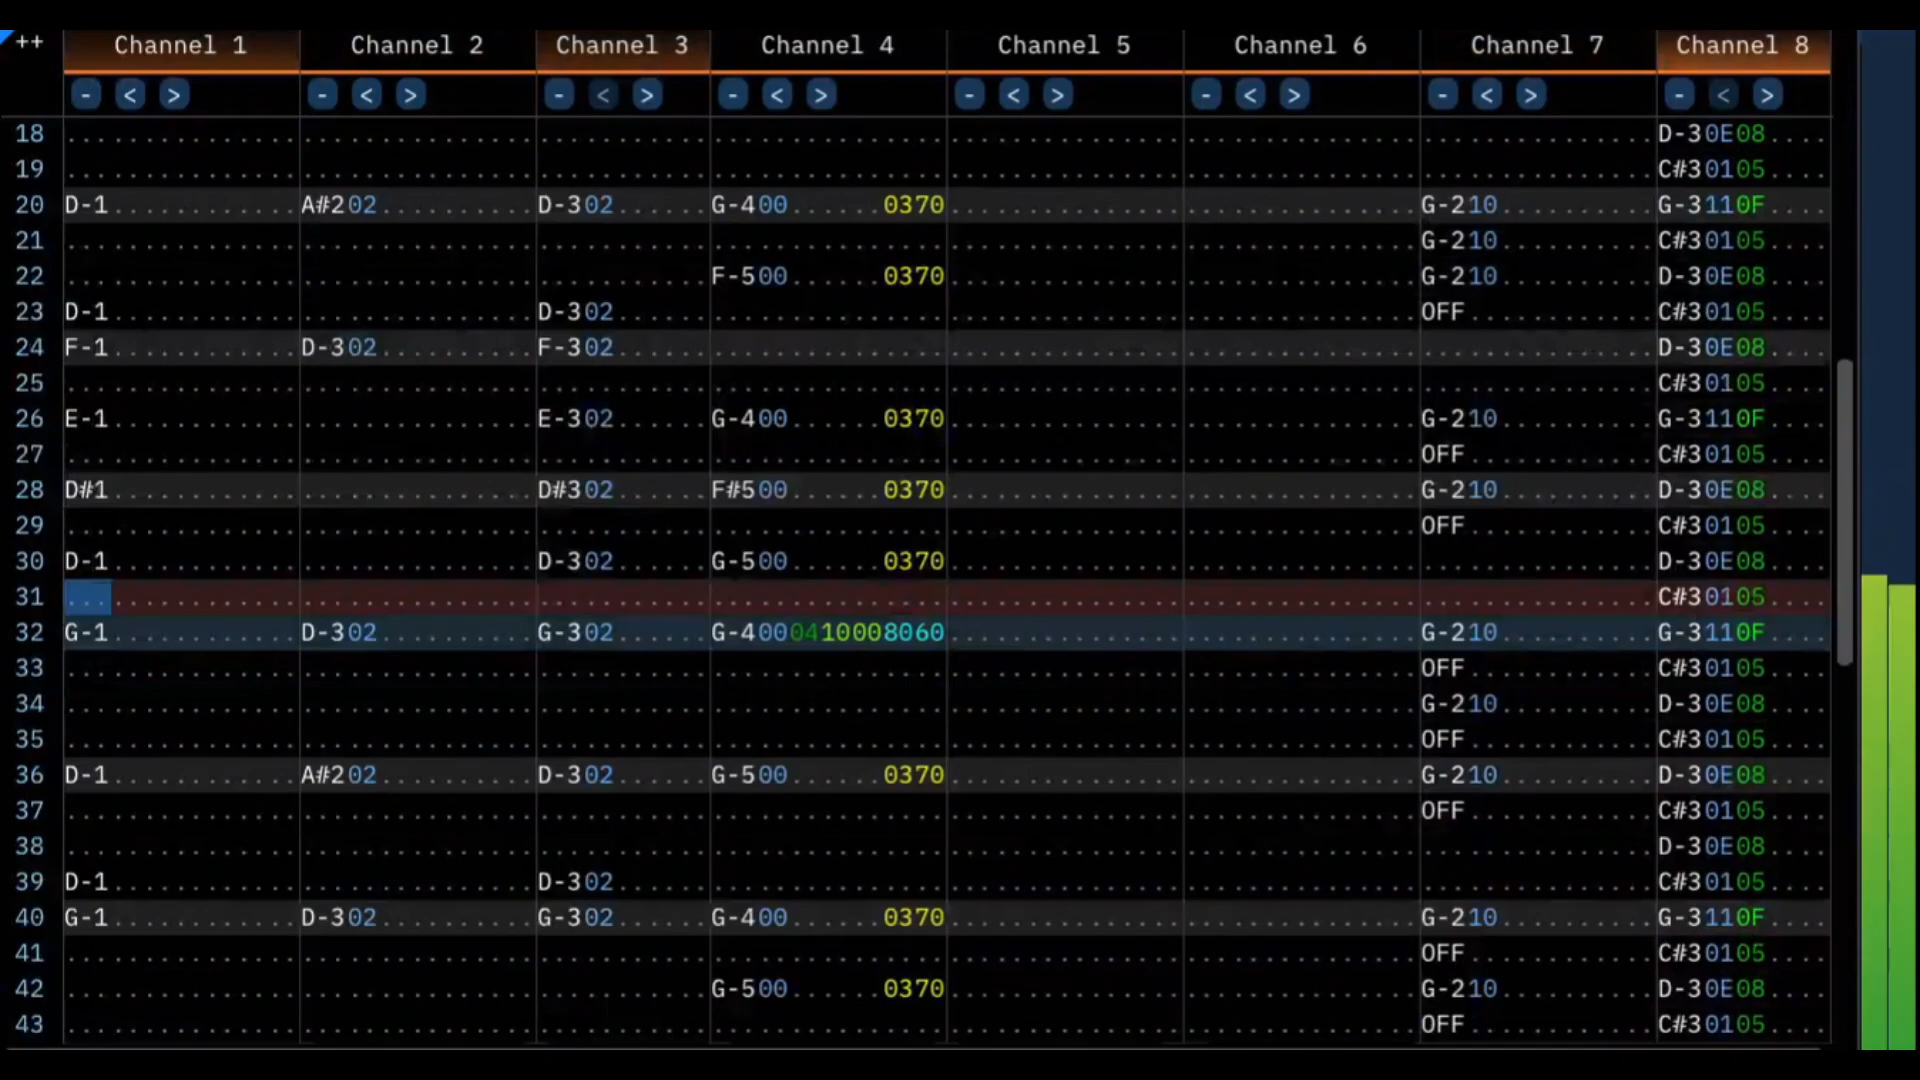 ++ Channel 1 Channel 2 Channel 3 Channel 4 Channel 5 Channel 6 Channel 7 Channel 8
- < > - < > - < > - < > - < > - < > - < > - < >
18 D-30E08
19 C#30105
20 D-1 A#202 D-302 G-400 0370 G-210 G-3110F
21 G-210 C#30105
22 F-500 0370 G-210 D-30E08
23 D-1 D-302 OFF C#30105
24 F-1 D-302 F-302 D-30E08
25 C#30105
26 E-1 E-302 G-400 0370 G-210 G-3110F
27 OFF C#30105
28 D#1 D#302 F#500 0370 G-210 D-30E08
29 OFF C#30105
30 D-1 D-302 G-500 0370 D-30E08
31 C#30105
32 G-1 D-302 G-302 G-4000410008060 G-210 G-3110F
33 OFF C#30105
34 G-210 D-30E08
35 OFF C#30105
36 D-1 A#202 D-302 G-500 0370 G-210 D-30E08
37 OFF C#30105
38 D-30E08
39 D-1 D-302 C#30105
40 G-1 D-302 G-302 G-400 0370 G-210 G-3110F
41 OFF C#30105
42 G-500 0370 G-210 D-30E08
43 OFF C#30105